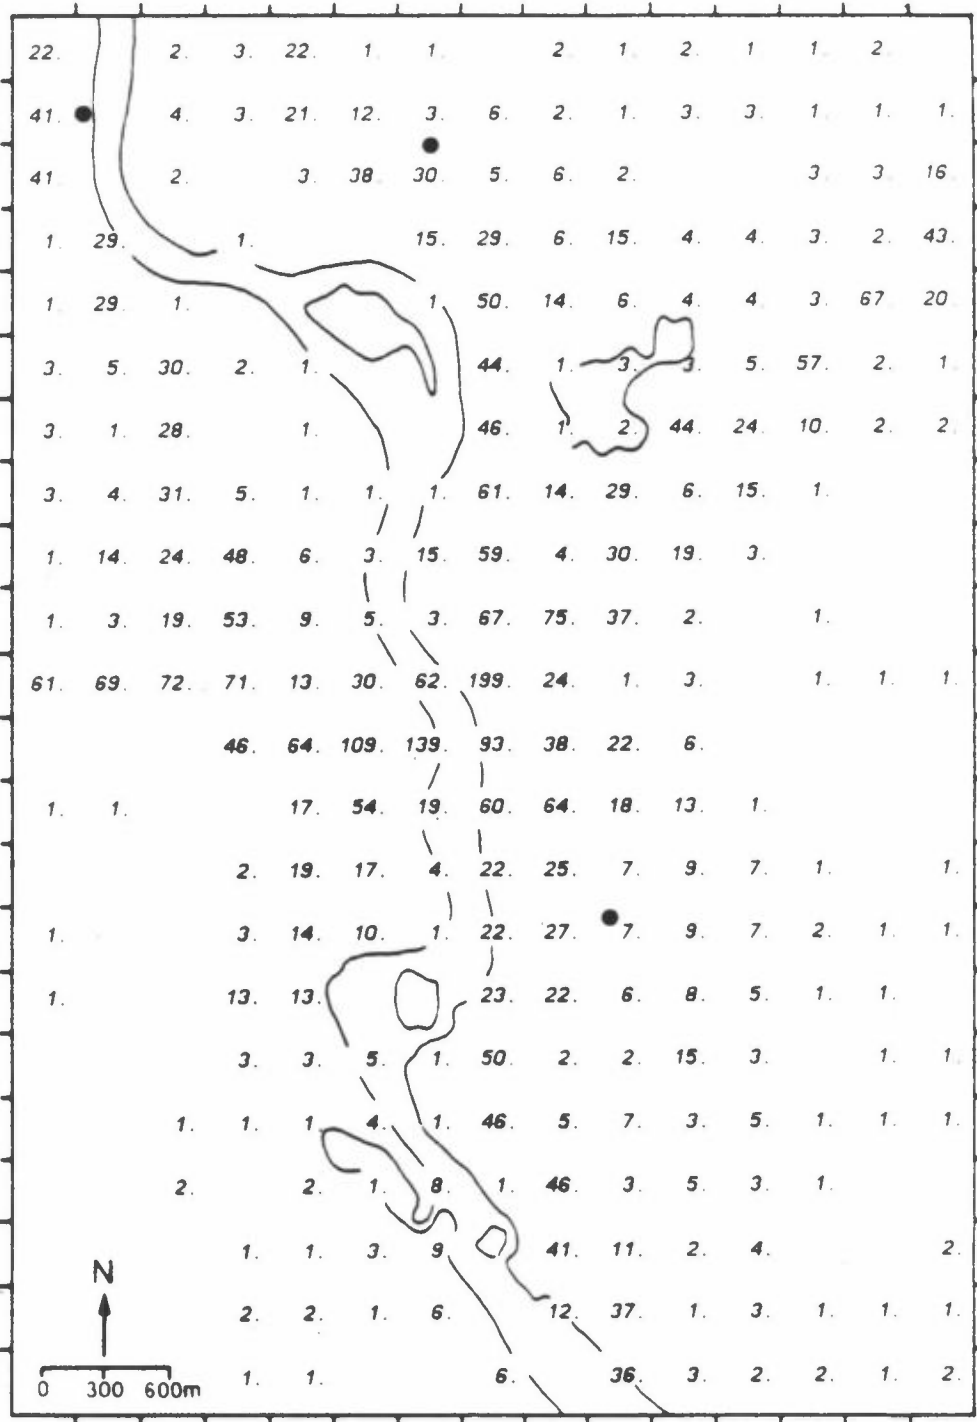 22. 2. 3. 22. 1. 1. 2. 1. 2. 1. 1. 2.
41. 4. 3. 21. 12. 3. 6. 2. 1. 3. 3. 1. 1. 1.
41. 2. 3. 38. 30. 5. 6. 2. 3. 3. 16.
1. 29. 1. 15. 29. 6. 15. 4. 4. 3. 2. 43.
1. 29. 1. 1. 50. 14. 6. 4. 4. 3. 67. 20.
3. 5. 30. 2. 1. 44. 1. 3. 3. 5. 57. 2. 1.
3. 1. 28. 1. 46. 1. 2. 44. 24. 10. 2. 2.
3. 4. 31. 5. 1. 1. 1. 61. 14. 29. 6. 15. 1.
1. 14. 24. 48. 6. 3. 15. 59. 4. 30. 19. 3.
1. 3. 19. 53. 9. 5. 3. 67. 75. 37. 2. 1.
61. 69. 72. 71. 13. 30. 62. 199. 24. 1. 3. 1. 1. 1.
46. 64. 109. 139. 93. 38. 22. 6.
1. 1. 17. 54. 19. 60. 64. 18. 13. 1.
2. 19. 17. 4. 22. 25. 7. 9. 7. 1. 1.
1. 3. 14. 10. 1. 22. 27. 7. 9. 7. 2. 1. 1.
1. 13. 13. 23. 22. 6. 8. 5. 1. 1.
3. 3. 5. 1. 50. 2. 2. 15. 3. 1. 1.
1. 1. 1. 4. 1. 46. 5. 7. 3. 5. 1. 1. 1.
2. 2. 1. 8. 1. 46. 3. 5. 3. 1.
1. 1. 3. 9. 41. 11. 2. 4. 2.
N
2. 2. 1. 6. 12. 37. 1. 3. 1. 1. 1.
1. 1. 6. 36. 3. 2. 2. 1. 2.
0 300 600m